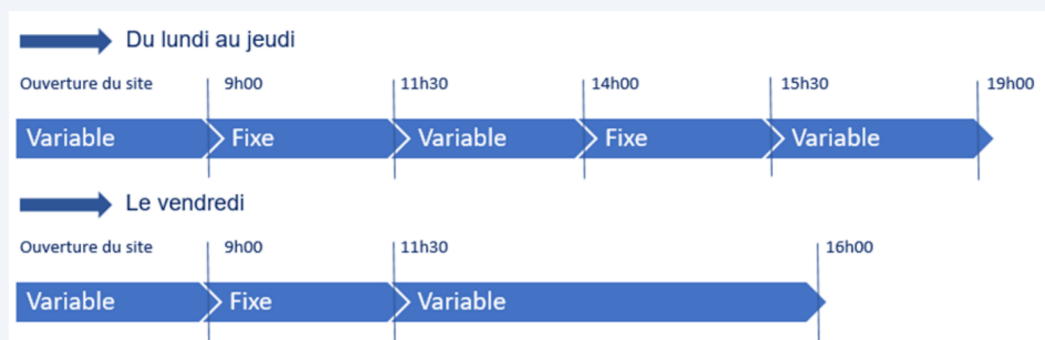 Du lundi au jeudi
Ouverture du site 9h00 11h30 14h00 15h30 19h00
Variable Fixe Variable Fixe Variable
Le vendredi
Ouverture du site 9h00 11h30 16h00
Variable Fixe Variable